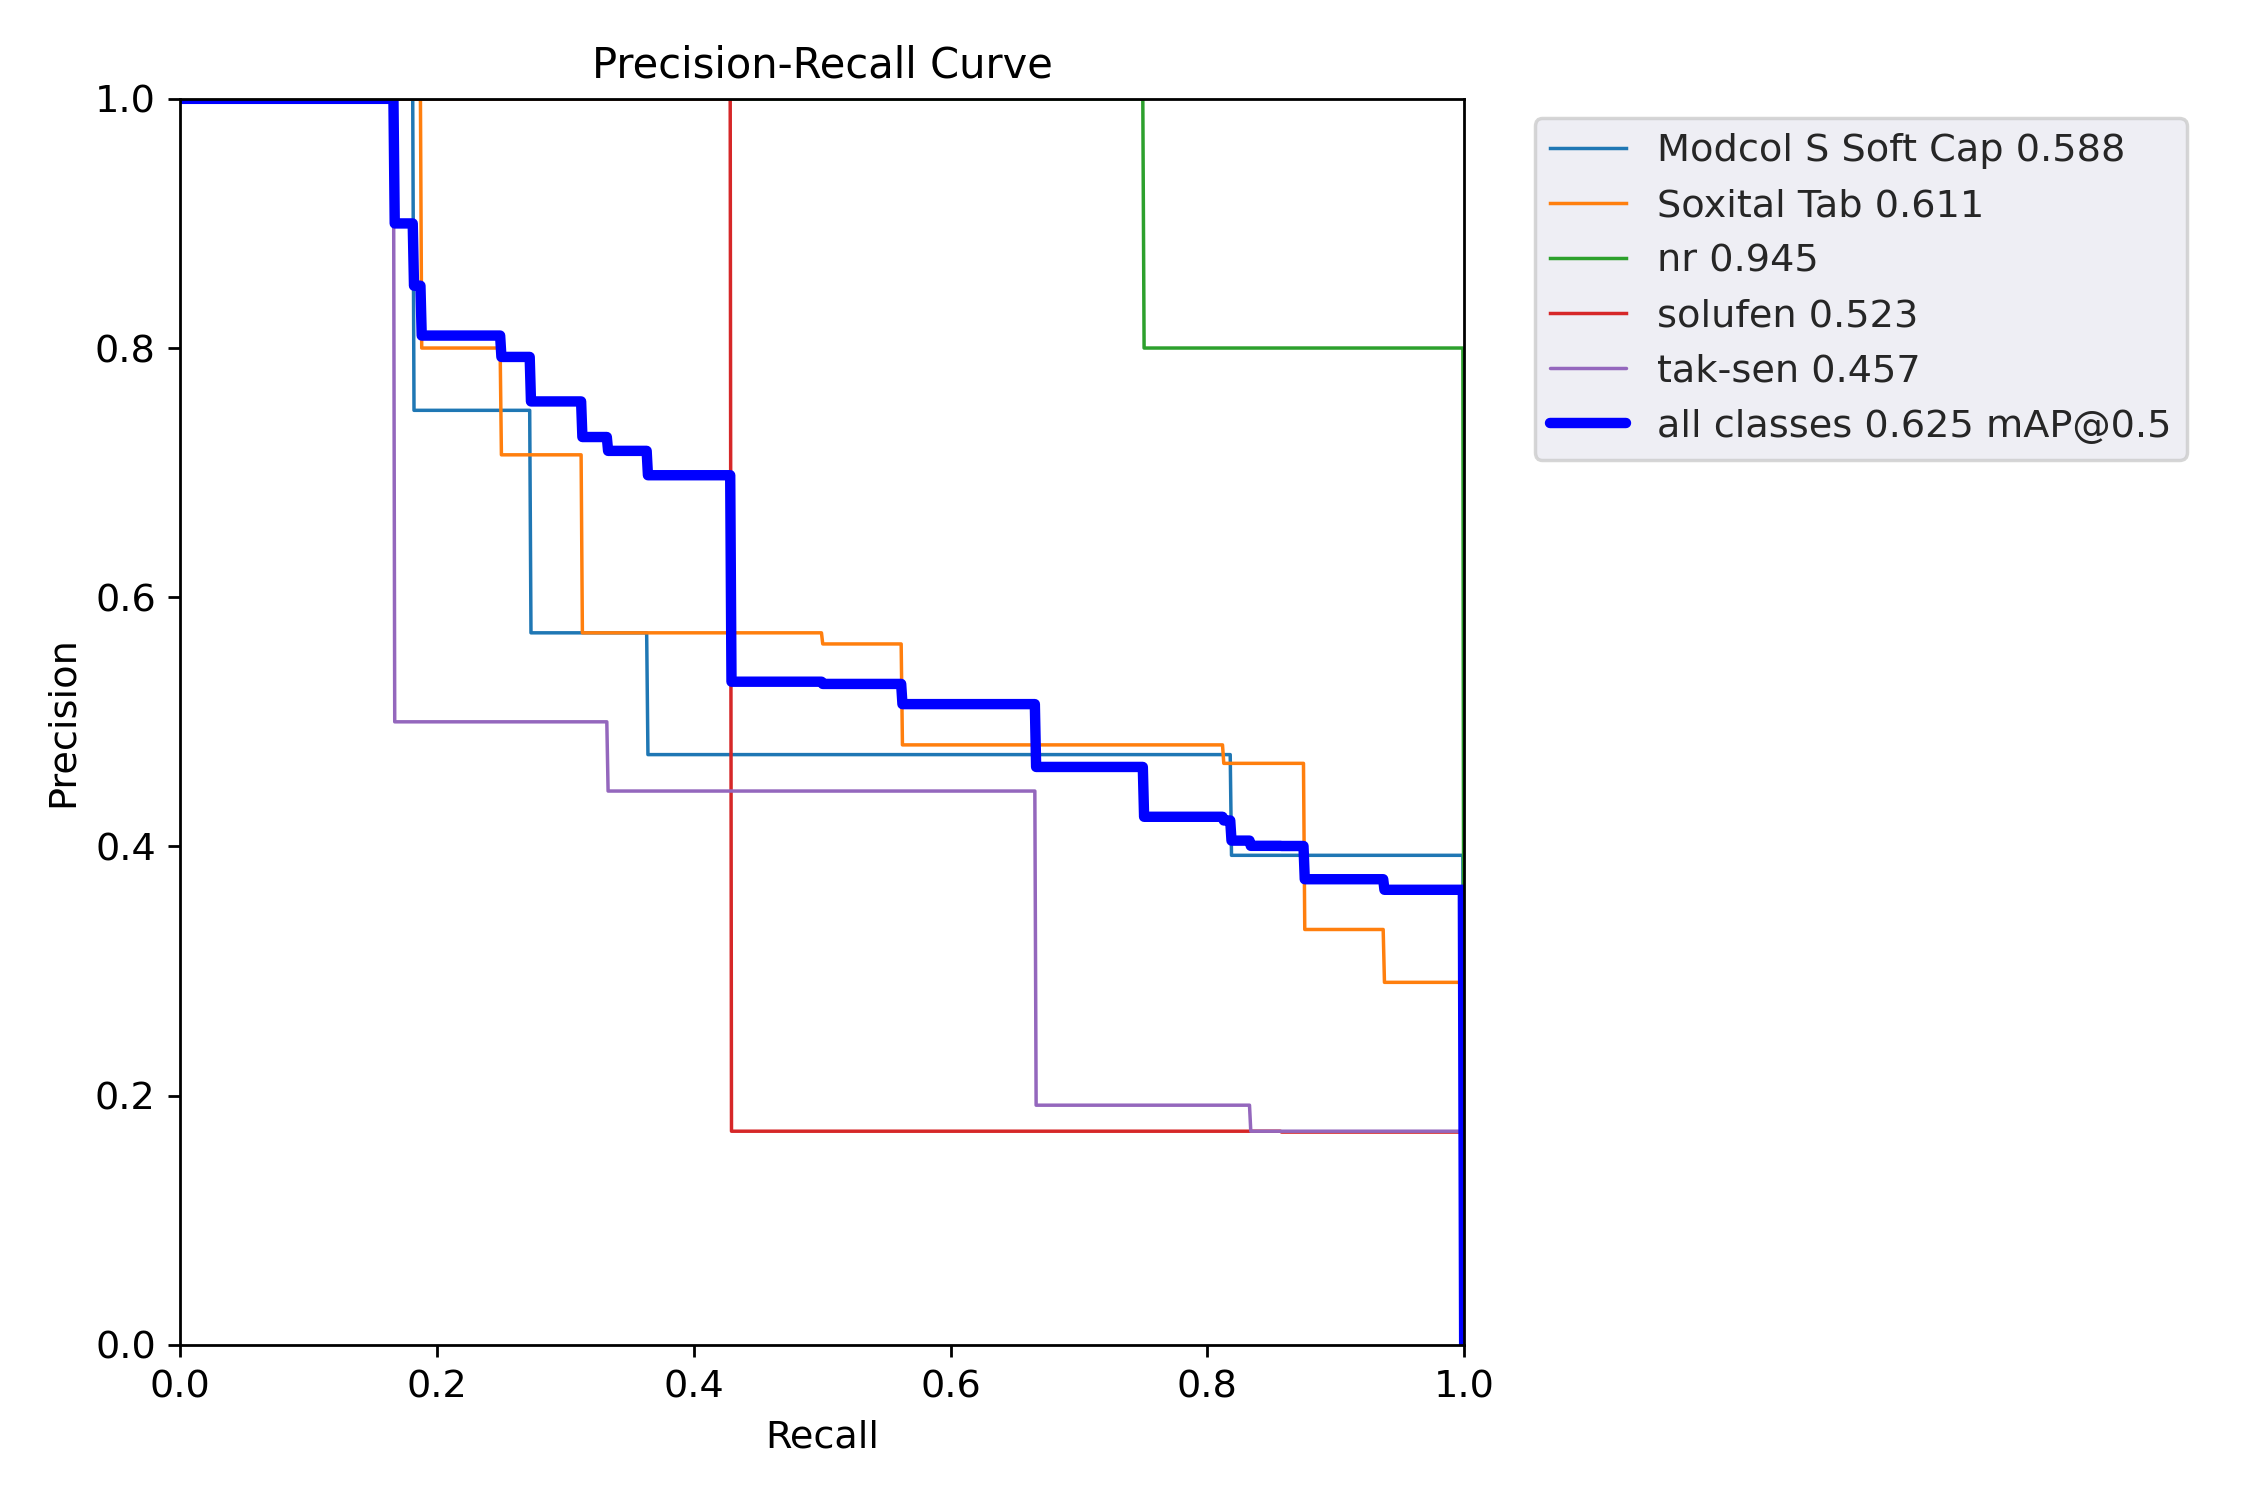 Precision-Recall Curve
1.0
0.8
0.6
0.4
0.2
0.0
Precision
0.0 0.2 0.4 0.6 0.8 1.0
Recall
Modcol S Soft Cap 0.588
Soxital Tab 0.611
nr 0.945
solufen 0.523
tak-sen 0.457
all classes 0.625 mAP@0.5